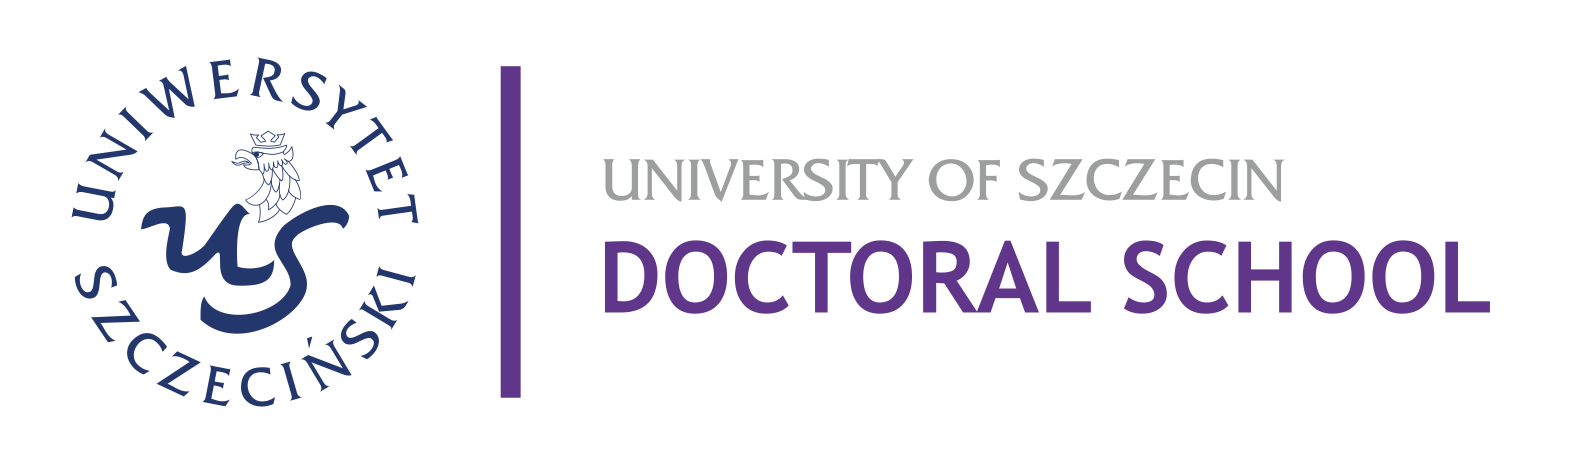 UNIWERSYTET
SZCZECIŃSKI
us
UNIVERSITY OF SZCZECIN
DOCTORAL SCHOOL